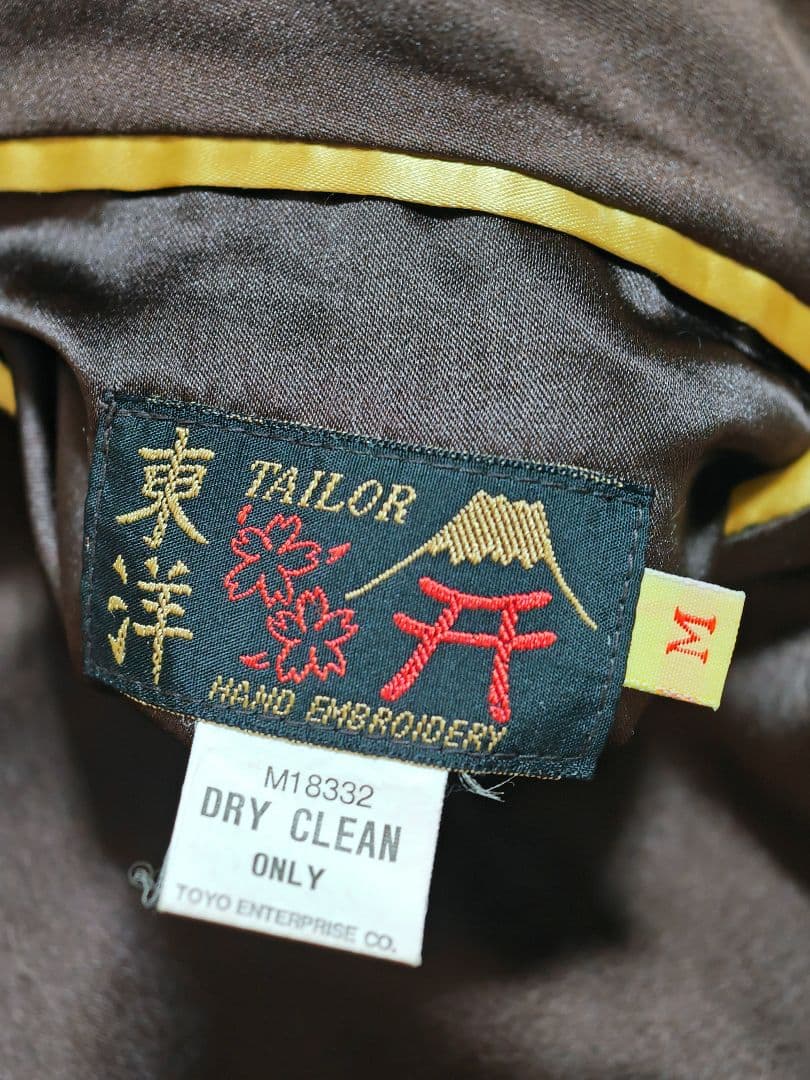 東洋
TAILOR
HAND EMBROIDERY
M
M18332
DRY CLEAN
ONLY
TOYO ENTERPRISE CO.